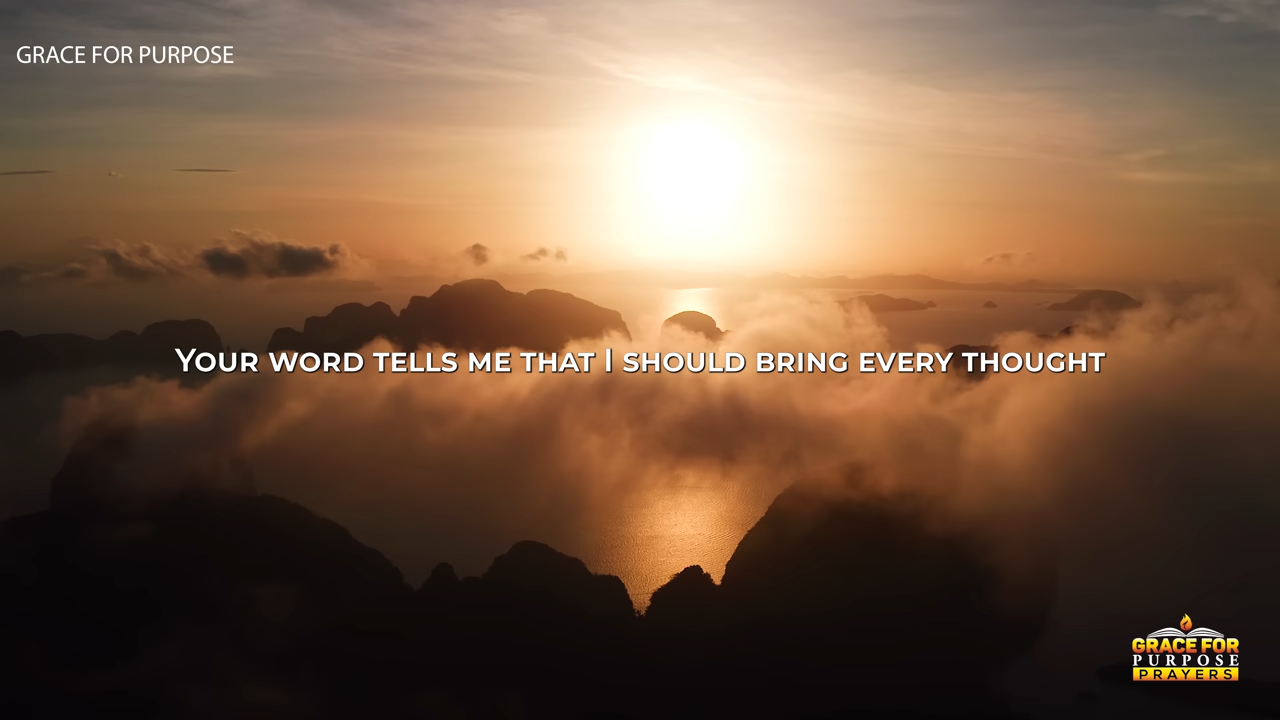 GRACE FOR PURPOSE
YOUR WORD TELLS ME THAT I SHOULD BRING EVERY THOUGHT
GRACE FOR
PURPOSE
PRAYERS